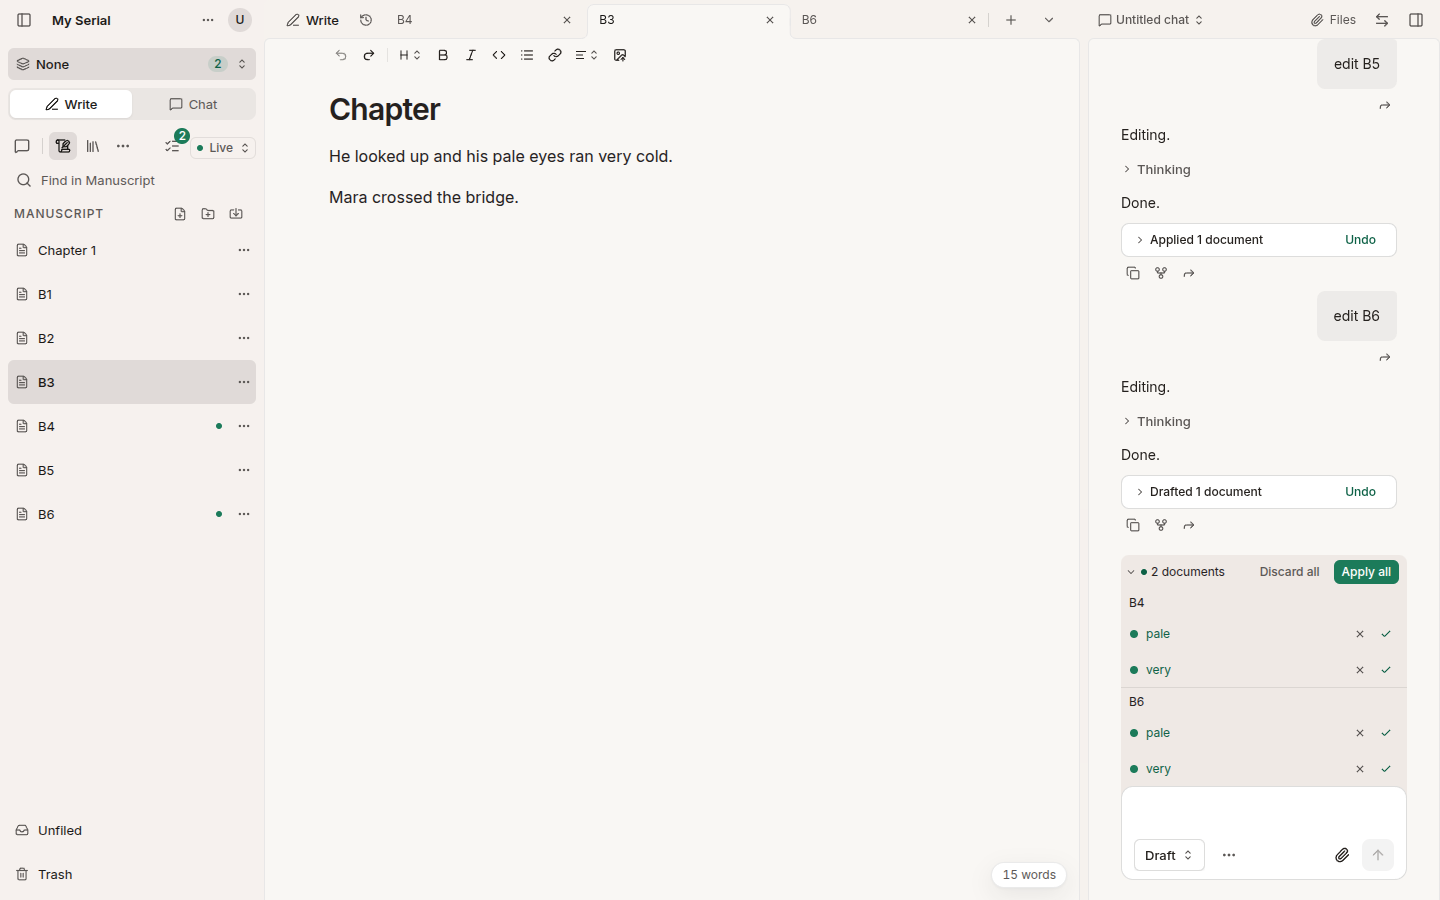 My Serial
U
None
2
Write
Chat
2
Live
Find in Manuscript
MANUSCRIPT
Chapter 1
B1
B2
B3
B4
B5
B6
Unfiled
Trash
Write
B4
B3
B6
H
B
Chapter
He looked up and his pale eyes ran very cold.
Mara crossed the bridge.
15 words
Untitled chat
Files
edit B5
Editing.
Thinking
Done.
Applied 1 document
Undo
edit B6
Editing.
Thinking
Done.
Drafted 1 document
Undo
2 documents
Discard all
Apply all
B4
pale
very
B6
pale
very
Draft